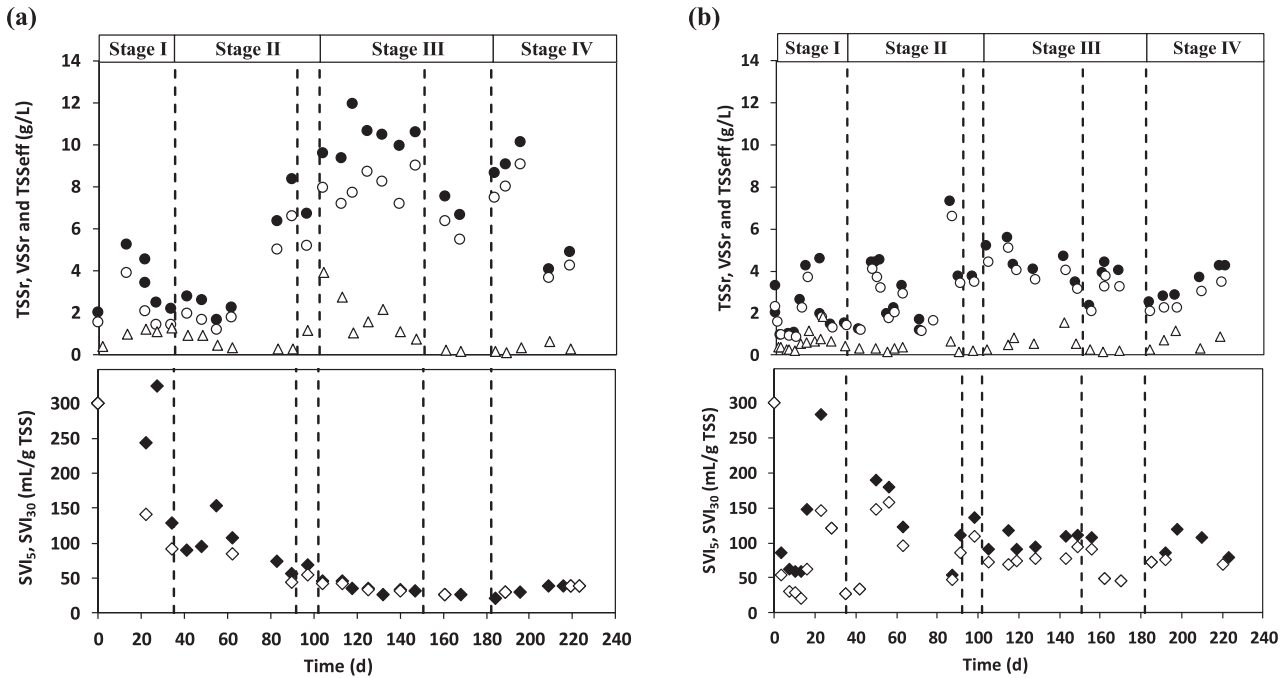 (a)
Stage I Stage II Stage III Stage IV
TSSr, VSSr and TSSeff (g/L)
14
12
10
8
6
4
2
0
SVI₅, SVI₃₀ (mL/g TSS)
300
250
200
150
100
50
0
0 20 40 60 80 100 120 140 160 180 200 220 240
Time (d)
(b)
Stage I Stage II Stage III Stage IV
TSSr, VSSr and TSSeff (g/L)
14
12
10
8
6
4
2
0
SVI₅, SVI₃₀ (mL/g TSS)
300
250
200
150
100
50
0
0 20 40 60 80 100 120 140 160 180 200 220 240
Time (d)